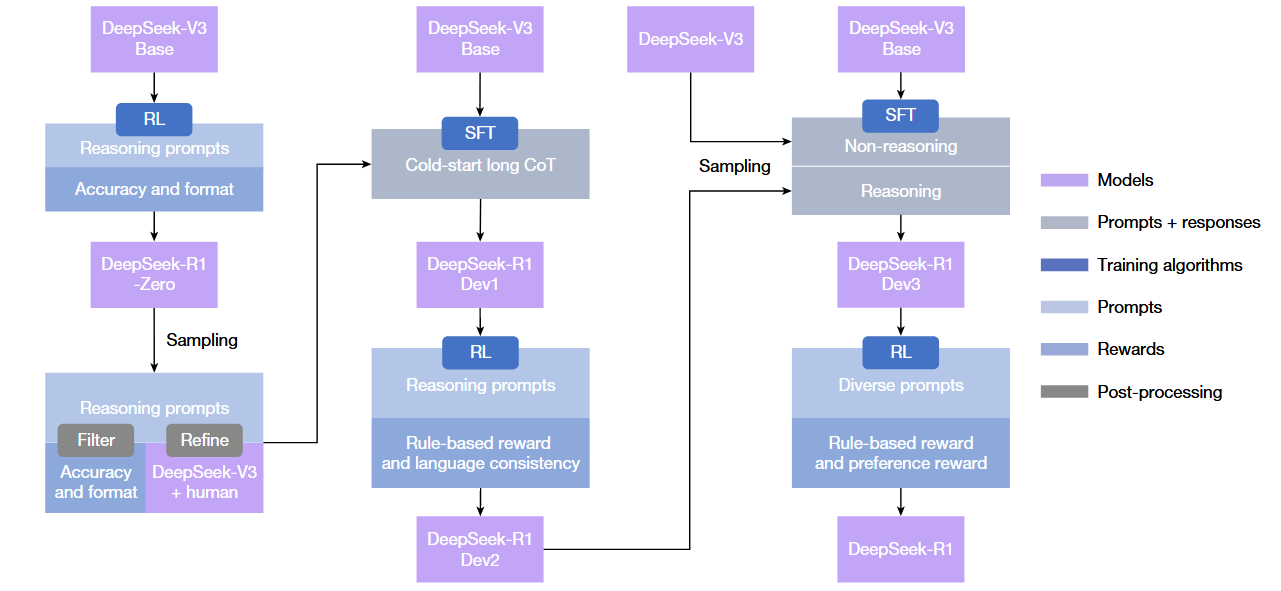 DeepSeek-V3
Base
RL
Reasoning prompts
Accuracy and format
DeepSeek-R1
-Zero
Sampling
Reasoning prompts
Filter
Refine
Accuracy
and format
DeepSeek-V3
+ human
DeepSeek-V3
Base
SFT
Cold-start long CoT
DeepSeek-R1
Dev1
RL
Reasoning prompts
Rule-based reward
and language consistency
DeepSeek-R1
Dev2
DeepSeek-V3
Sampling
DeepSeek-V3
Base
SFT
Non-reasoning
Reasoning
DeepSeek-R1
Dev3
RL
Diverse prompts
Rule-based reward
and preference reward
DeepSeek-R1
Models
Prompts + responses
Training algorithms
Prompts
Rewards
Post-processing